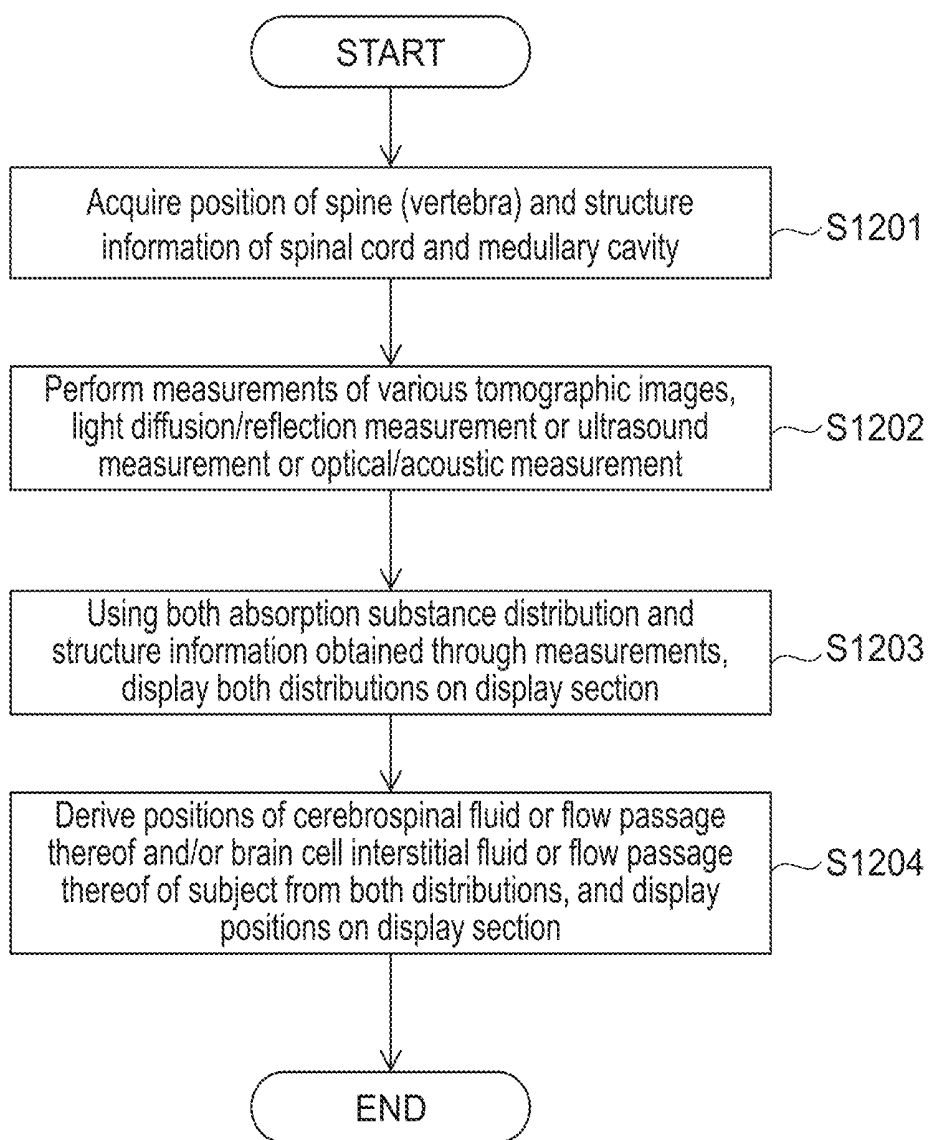 START
Acquire position of spine (vertebra) and structure
information of spinal cord and medullary cavity
S1201
Perform measurements of various tomographic images,
light diffusion/reflection measurement or ultrasound
measurement or optical/acoustic measurement
S1202
Using both absorption substance distribution and
structure information obtained through measurements,
display both distributions on display section
S1203
Derive positions of cerebrospinal fluid or flow passage
thereof and/or brain cell interstitial fluid or flow passage
thereof of subject from both distributions, and display
positions on display section
S1204
END